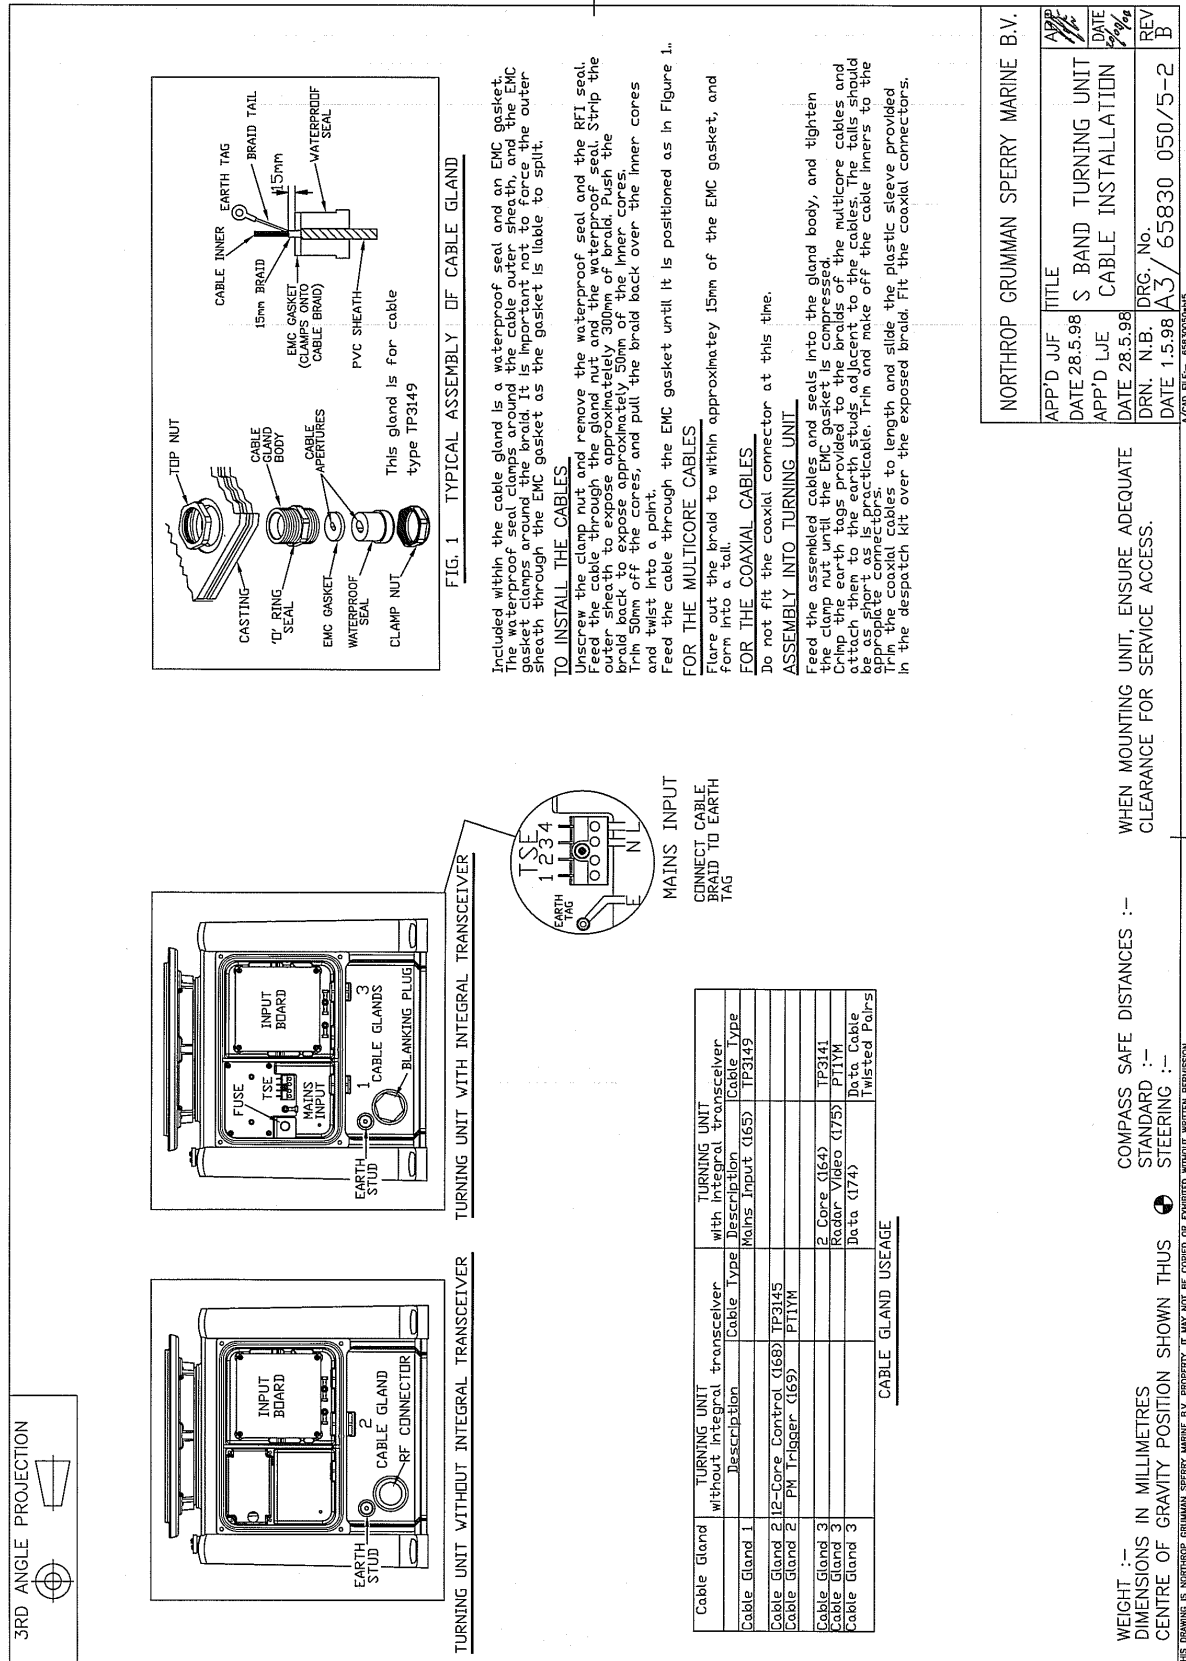 3RD ANGLE PROJECTION
INPUT
BOARD
2
CABLE GLAND
RF CONNECTOR
EARTH
STUD
TURNING UNIT WITHOUT INTEGRAL TRANSCEIVER
FUSE
TSE
MAINS
INPUT
INPUT
BOARD
1
3
CABLE GLANDS
BLANKING PLUG
EARTH
STUD
TURNING UNIT WITH INTEGRAL TRANSCEIVER
TSE
1 2 3 4
EARTH
TAG
E
N L
MAINS INPUT
CONNECT CABLE
BRAID TO EARTH
TAG
TOP NUT
CASTING
'O' RING
SEAL
CABLE
GLAND
BODY
EMC GASKET
CABLE
APERTURES
WATERPROOF
SEAL
CLAMP NUT
This gland is for cable
type TP3149
CABLE INNER
EARTH TAG
BRAID TAIL
15mm BRAID
15mm
EMC GASKET
(CLAMPS ONTO
CABLE BRAID)
WATERPROOF
SEAL
PVC SHEATH
FIG. 1 TYPICAL ASSEMBLY OF CABLE GLAND
Included within the cable gland is a waterproof seal and an EMC gasket.
The waterproof seal clamps around the cable outer sheath, and the EMC
gasket clamps around the braid. It is important not to force the outer
sheath through the EMC gasket as the gasket is liable to split.
TO INSTALL THE CABLES
Unscrew the clamp nut and remove the waterproof seal and the RFI seal.
Feed the cable through the gland nut and the waterproof seal. Strip the
outer sheath to expose approximatelely 300mm of braid. Push the
braid back to expose approximately 50mm of the inner cores.
Trim 50mm off the cores, and pull the braid back over the inner cores
and twist into a point.
Feed the cable through the EMC gasket until it is positioned as in Figure 1..
FOR THE MULTICORE CABLES
Flare out the braid to within approximatey 15mm of the EMC gasket, and
form into a tail.
FOR THE COAXIAL CABLES
Do not fit the coaxial connector at this time.
ASSEMBLY INTO TURNING UNIT
Feed the assembled cables and seals into the gland body, and tighten
the clamp nut until the EMC gasket is compressed.
Crimp the earth tags provided to the braids of the multicore cables and
attach them to the earth studs adjacent to the cables. The tails should
be as short as is practicable. Trim and make off the cable inners to the
appropiate connectors.
Trim the coaxial cables to length and slide the plastic sleeve provided
in the despatch kit over the exposed braid. Fit the coaxial connectors.
Cable Gland TURNING UNIT without integral transceiver TURNING UNIT with integral transceiver
Description Cable Type Description Cable Type
Cable Gland 1 Mains Input (165) TP3149
Cable Gland 2 12-Core Control (168) TP3145
Cable Gland 2 PM Trigger (169) PT1YM
Cable Gland 3 2 Core (164) TP3141
Cable Gland 3 Radar Video (175) PT1YM
Cable Gland 3 Data (174) Data Cable Twisted Pairs
CABLE GLAND USEAGE
WEIGHT :-
DIMENSIONS IN MILLIMETRES
CENTRE OF GRAVITY POSITION SHOWN THUS
COMPASS SAFE DISTANCES :-
STANDARD :-
STEERING :-
WHEN MOUNTING UNIT, ENSURE ADEQUATE
CLEARANCE FOR SERVICE ACCESS.
NORTHROP GRUMMAN SPERRY MARINE B.V.
APP'D JJF
DATE 28.5.98
APP'D LJE
DATE 28.5.98
DRN. N.B.
DATE 1.5.98
TITLE
S BAND TURNING UNIT
CABLE INSTALLATION
DRG. No.
A3/ 65830 050/5-2
APP
DATE
REV
B
THIS DRAWING IS NORTHROP GRUMMAN SPERRY MARINE B.V. PROPERTY. IT MAY NOT BE COPIED OR EXHIBITED WITHOUT WRITTEN PERMISSION